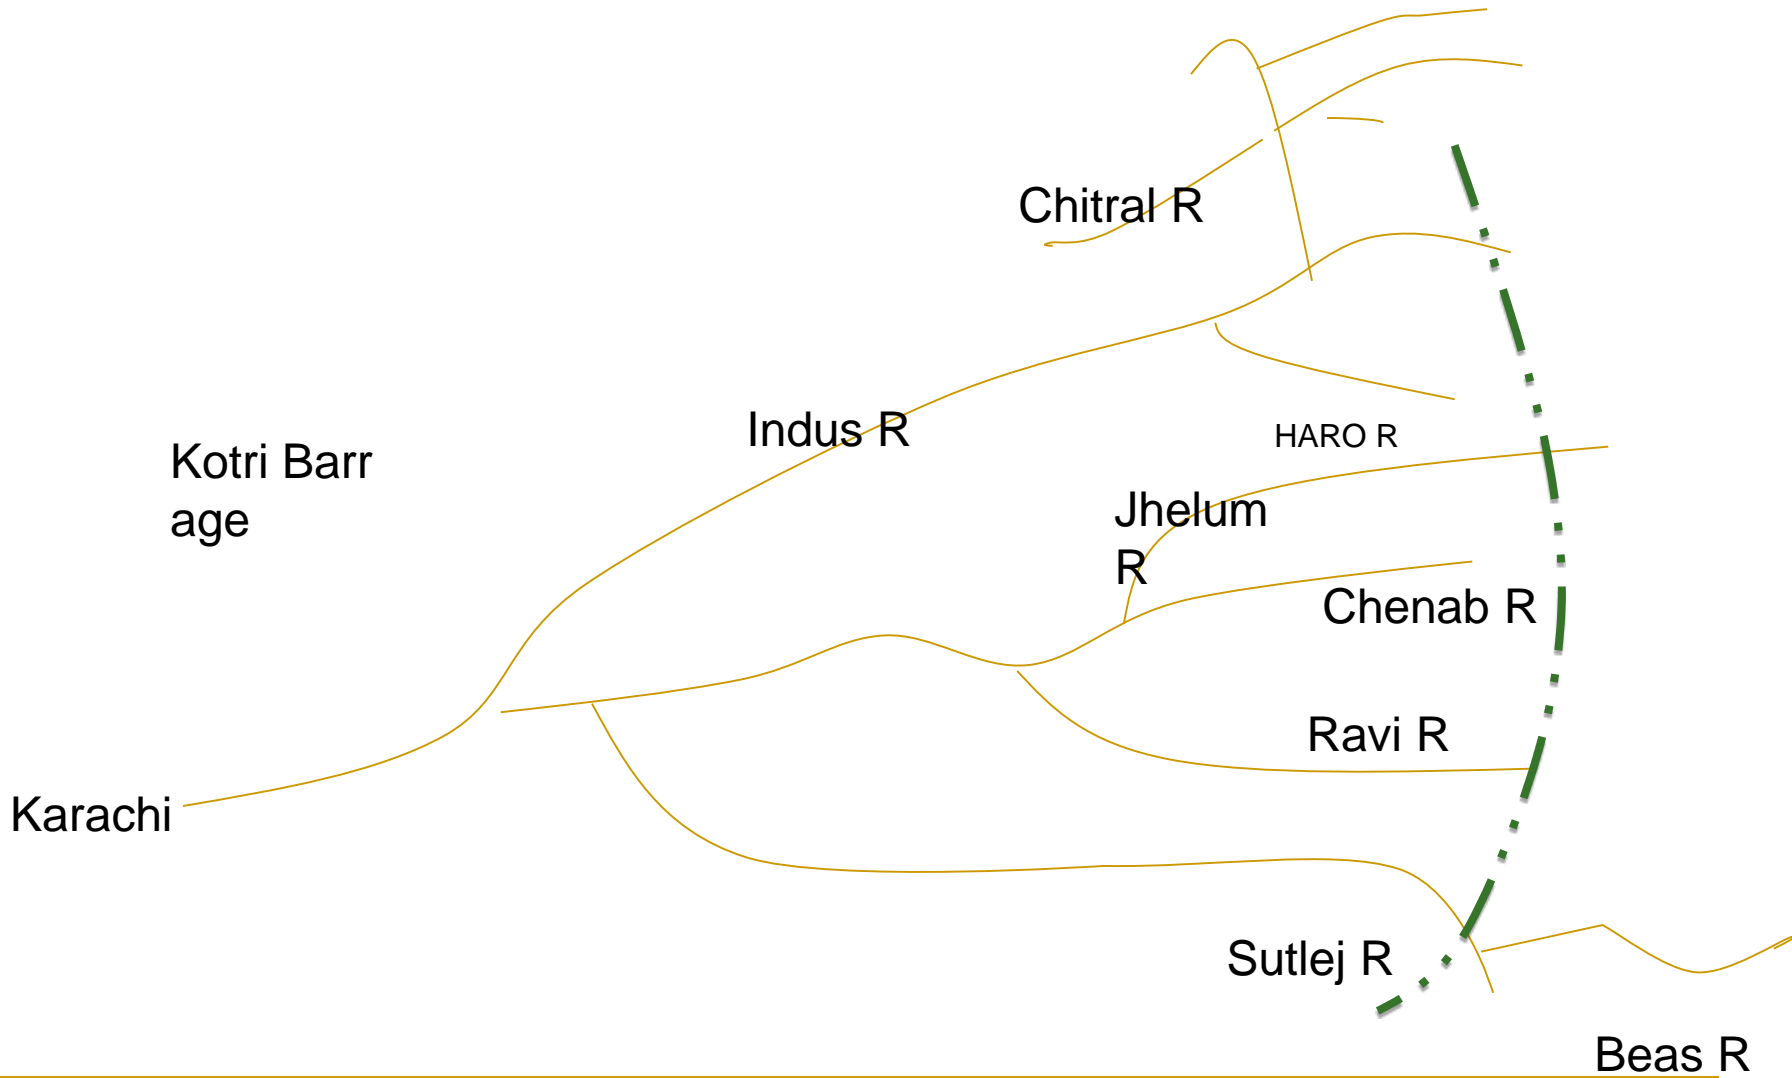 Chitral R
Indus R
HARO R
Kotri Barr
age
Jhelum
R
Chenab R
Ravi R
Karachi
Sutlej R
Beas R